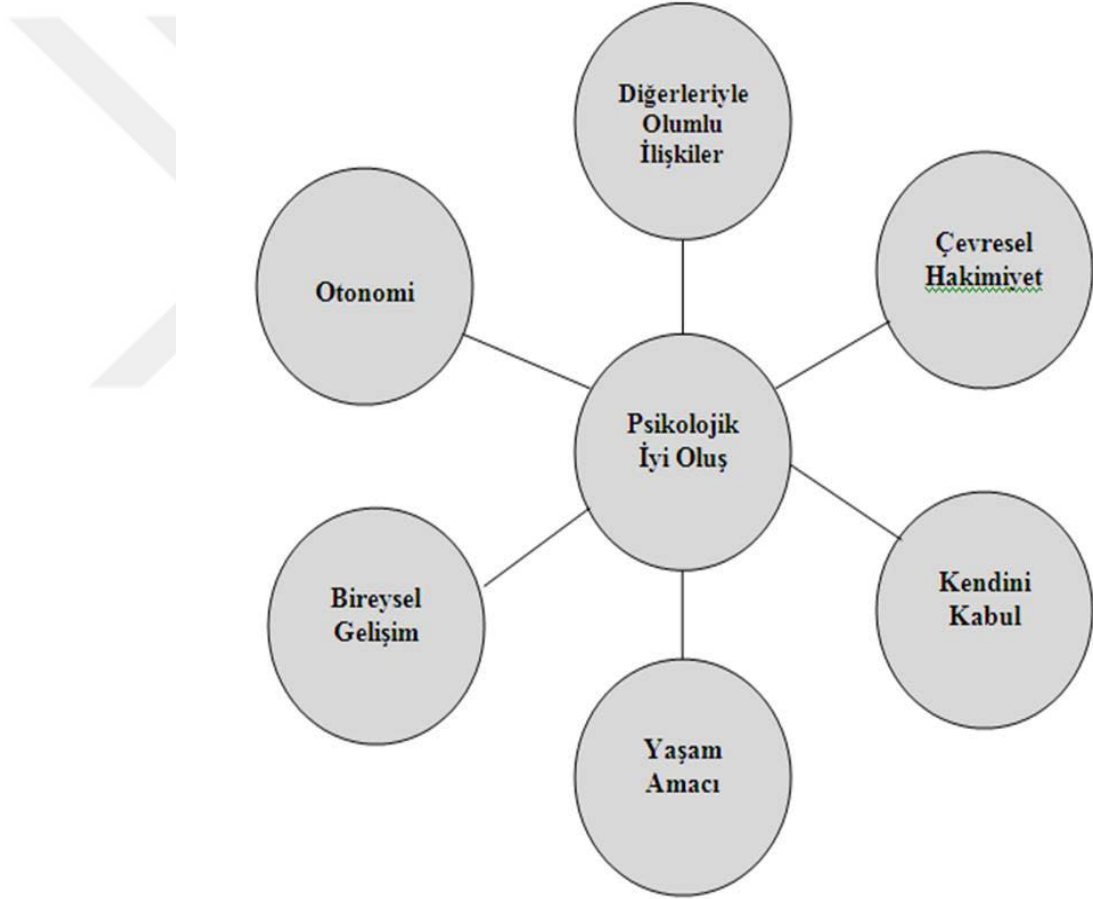 Diğerleriyle
Olumlu
İlişkiler
Çevresel
Hakimiyet
Otonomi
Psikolojik
İyi Oluş
Kendini
Kabul
Bireysel
Gelişim
Yaşam
Amacı